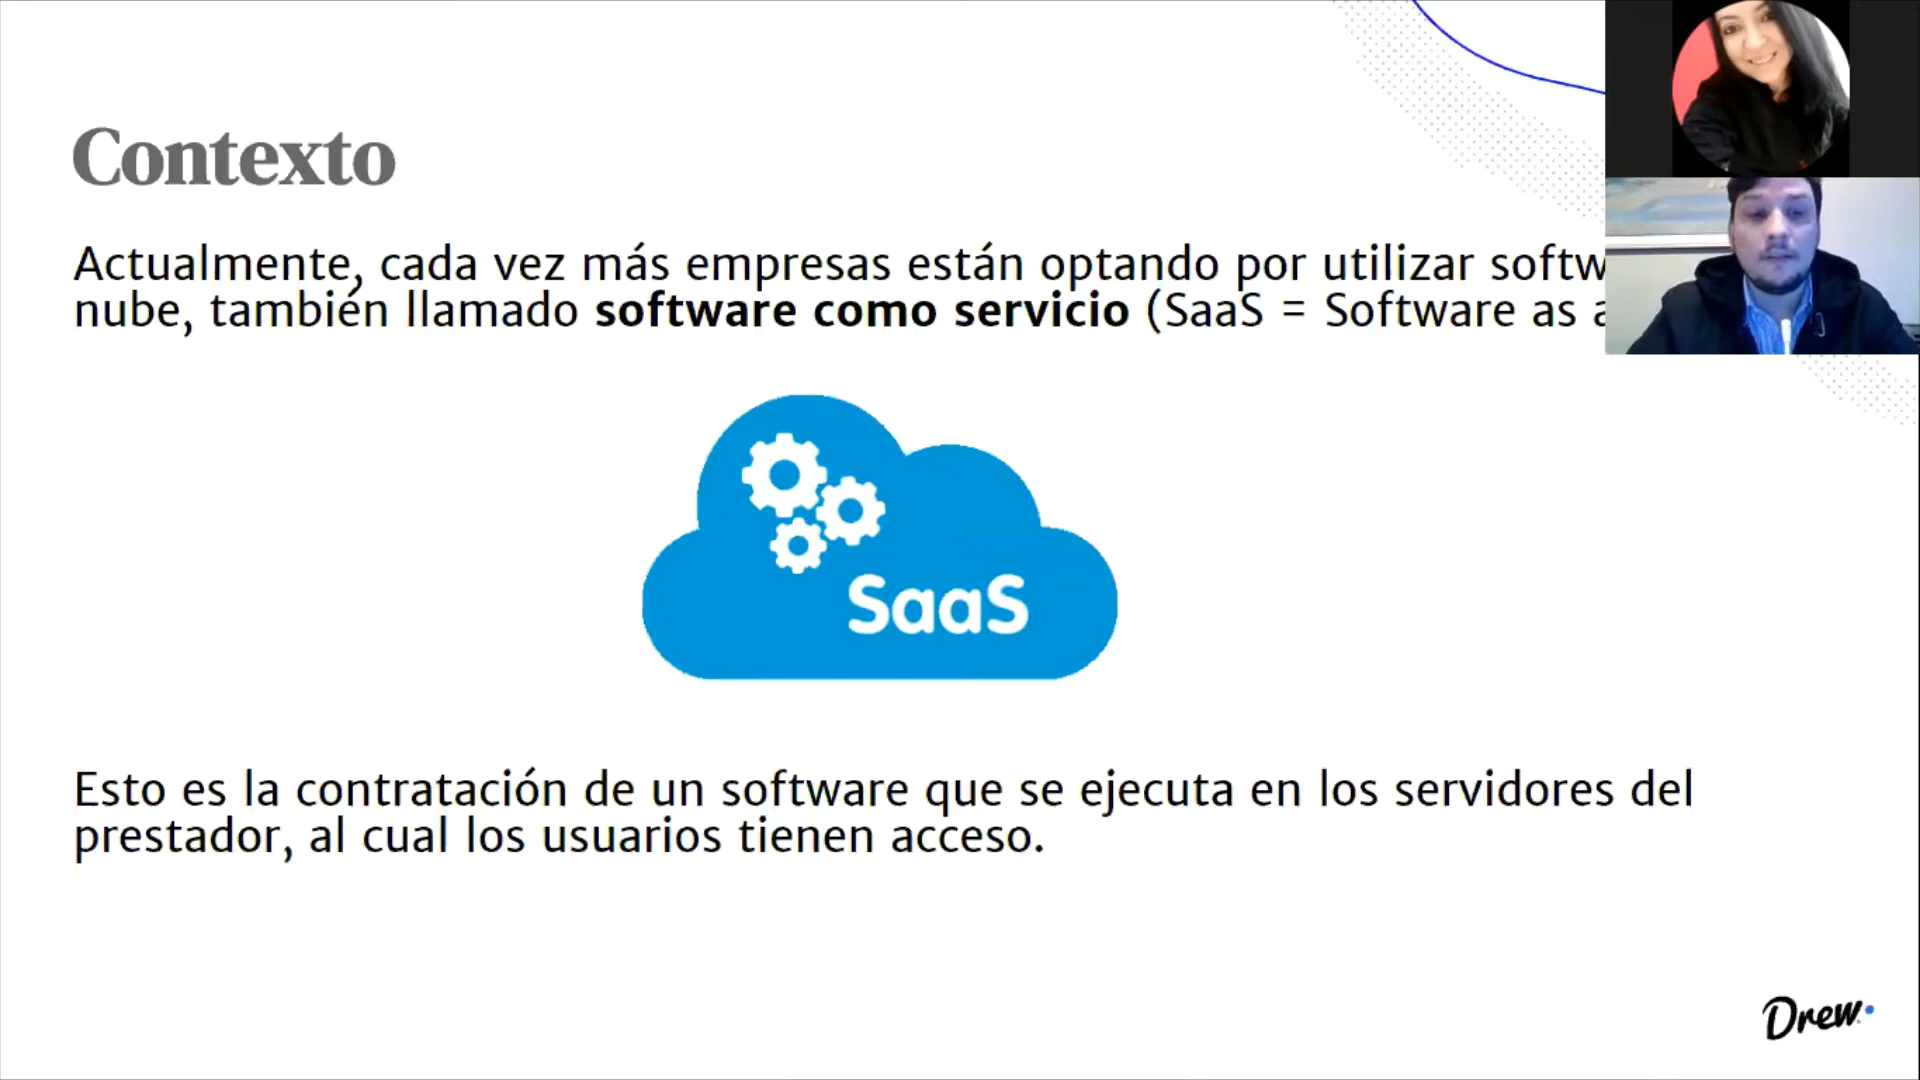 Contexto
Actualmente, cada vez más empresas están optando por utilizar
nube, también llamado software como servicio (SaaS = Software as a
SaaS
Esto es la contratación de un software que se ejecuta en los servidores del
prestador, al cual los usuarios tienen acceso.
Drew